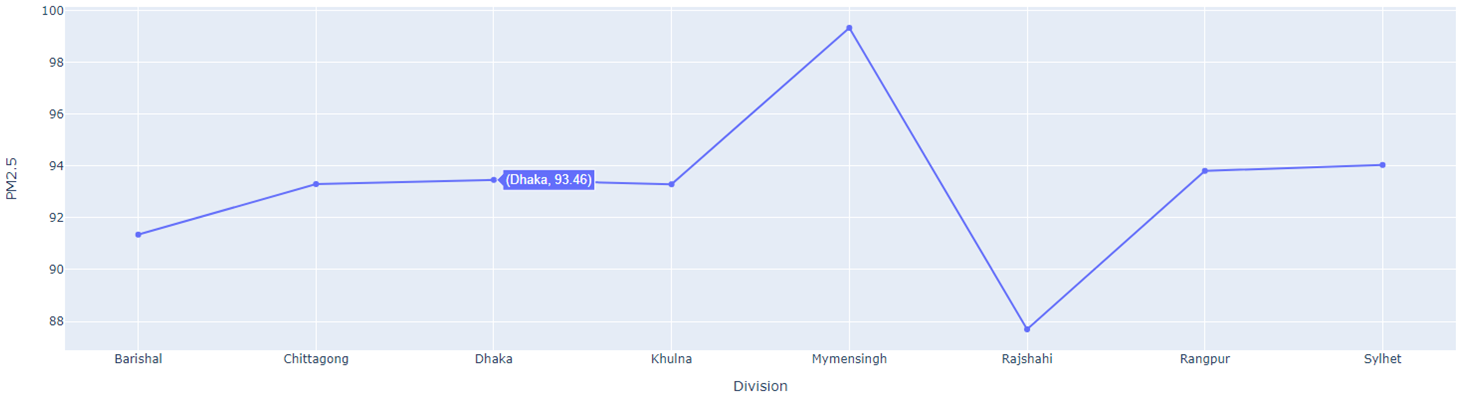 100
98
96
94
92
90
88
PM2.5
(Dhaka, 93.46)
Barishal Chittagong Dhaka Khulna Mymensingh Rajshahi Rangpur Sylhet
Division